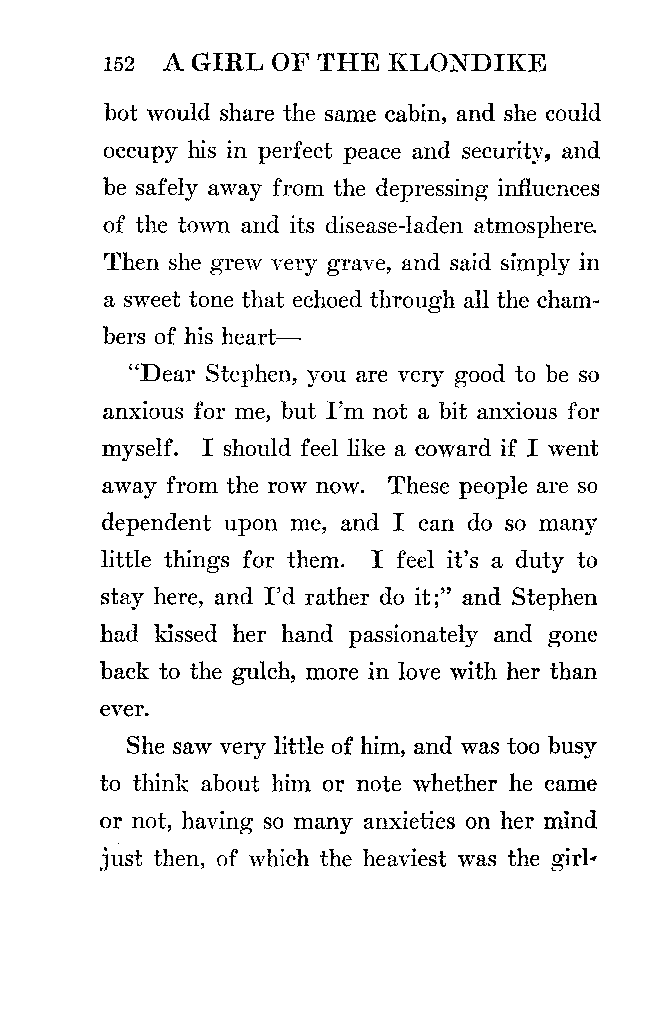 152 A GIRL OF THE KLONDIKE
bot would share the same cabin, and she could
occupy his in perfect peace and security, and
be safely away from the depressing influences
of the town and its disease-laden atmosphere.
Then she grew very grave, and said simply in
a sweet tone that echoed through all the cham-
bers of his heart—
"Dear Stephen, you are very good to be so
anxious for me, but I'm not a bit anxious for
myself. I should feel like a coward if I went
away from the row now. These people are so
dependent upon me, and I can do so many
little things for them. I feel it's a duty to
stay here, and I'd rather do it;" and Stephen
had kissed her hand passionately and gone
back to the gulch, more in love with her than
ever.
She saw very little of him, and was too busy
to think about him or note whether he came
or not, having so many anxieties on her mind
just then, of which the heaviest was the girl-